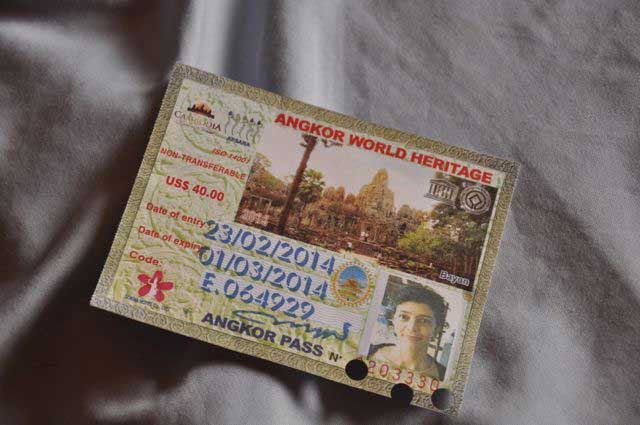 ANGKOR WORLD HERITAGE
CAMBODIA
APSARA
ISO 14001
NON-TRANSFERABLE
US$ 40.00
Date of entry 23/02/2014
Date of expiry 01/03/2014
Code: E 064929
Bayon
ANGKOR PASS N°
203330